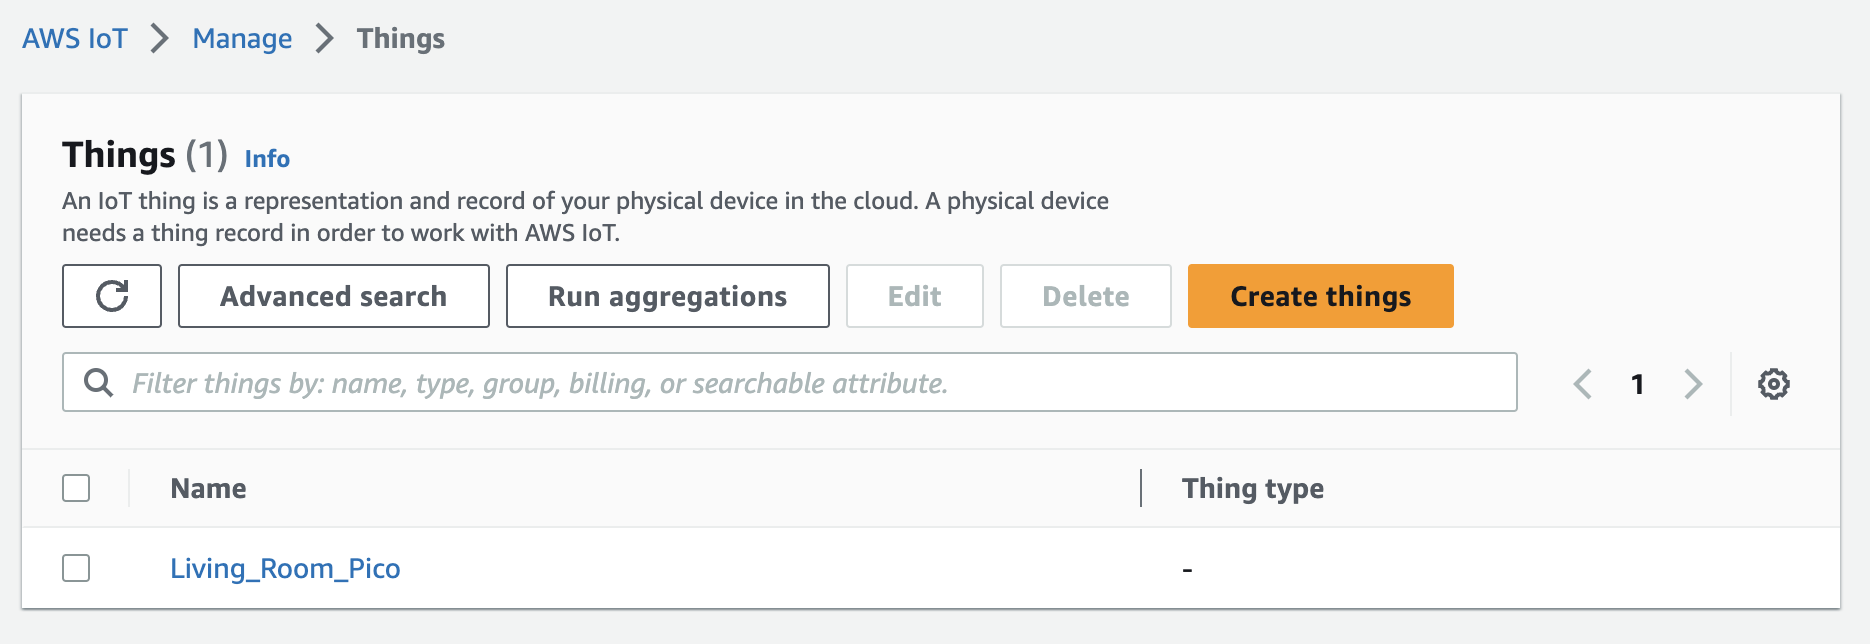 AWS IoT > Manage > Things
Things (1) Info
An IoT thing is a representation and record of your physical device in the cloud. A physical device
needs a thing record in order to work with AWS IoT.
Advanced search Run aggregations Edit Delete Create things
Filter things by: name, type, group, billing, or searchable attribute. 1
Name Thing type
Living_Room_Pico -